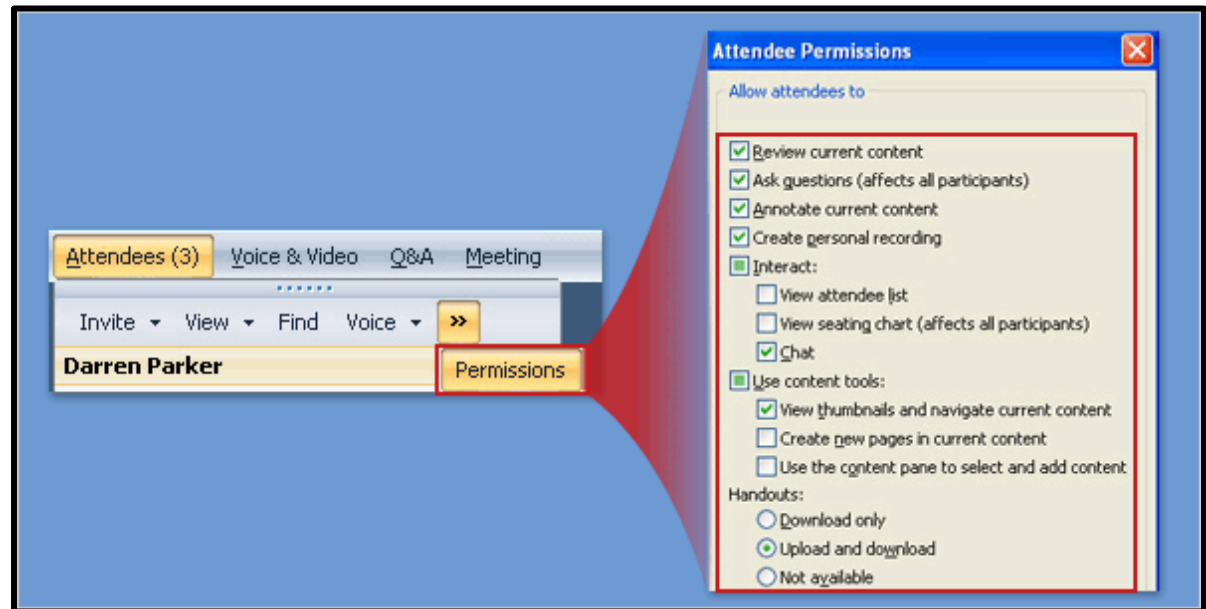 Attendees (3) Voice & Video Q&A Meeting
Invite View Find Voice »
Darren Parker Permissions
Attendee Permissions
Allow attendees to
Review current content
Ask questions (affects all participants)
Annotate current content
Create personal recording
Interact:
View attendee list
View seating chart (affects all participants)
Chat
Use content tools:
View thumbnails and navigate current content
Create new pages in current content
Use the content pane to select and add content
Handouts:
Download only
Upload and download
Not available